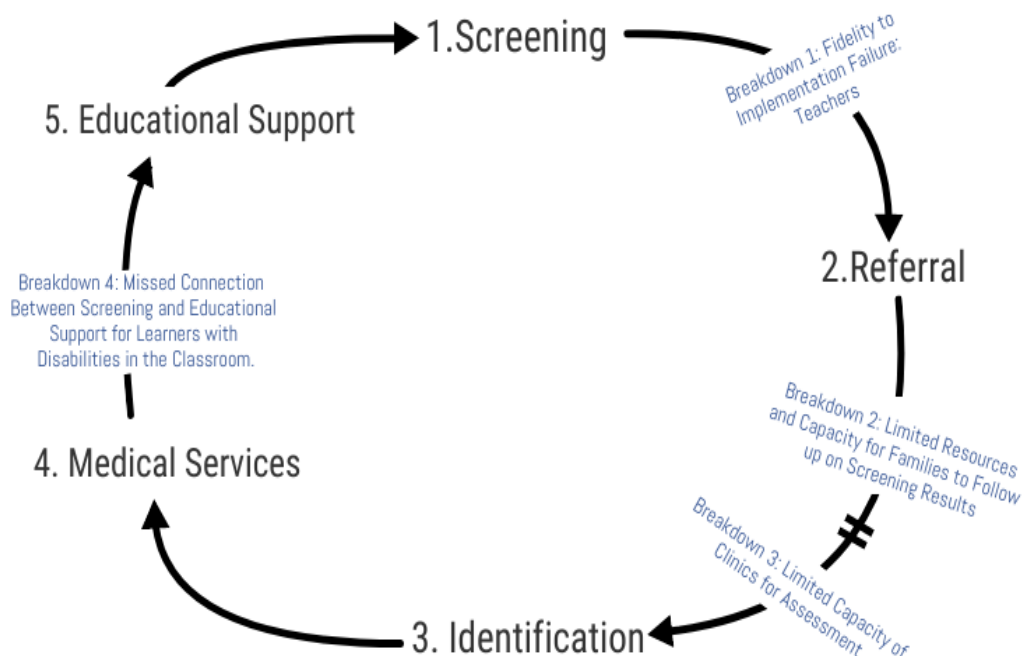 1.Screening
Breakdown 1: Fidelity to
Implementation Failure:
Teachers
2.Referral
Breakdown 2: Limited Resources
and Capacity for Families to Follow
up on Screening Results
Breakdown 3: Limited Capacity of
Clinics for Assessment
3. Identification
4. Medical Services
Breakdown 4: Missed Connection
Between Screening and Educational
Support for Learners with
Disabilities in the Classroom.
5. Educational Support